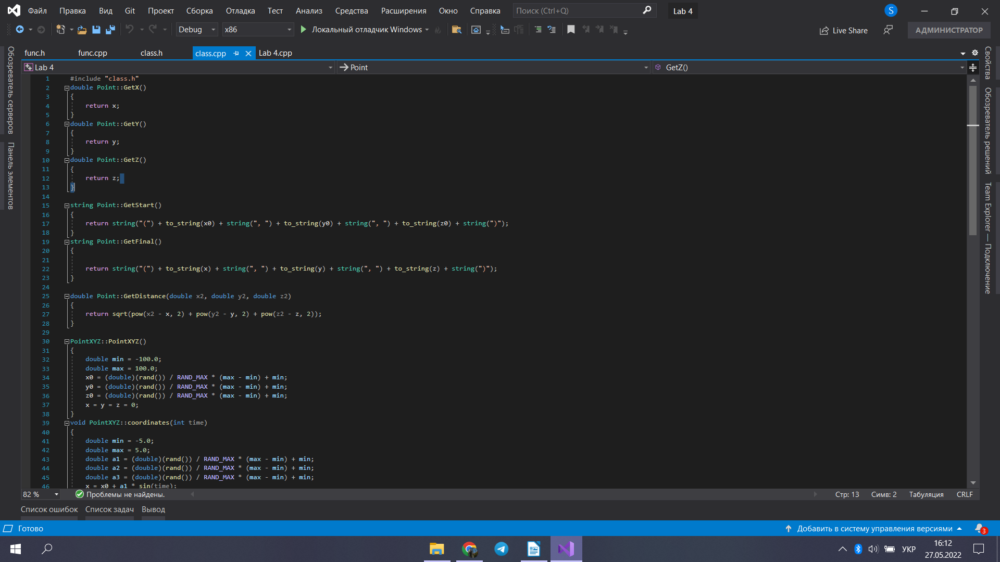 Файл Правка Вид Git Проект Сборка Отладка Тест Анализ Средства Расширения Окно Справка Поиск (Ctrl+Q) Lab 4 S
Debug x86 Локальный отладчик Windows Live Share АДМИНИСТРАТОР
func.h func.cpp class.h class.cpp Lab 4.cpp
Lab 4 Point GetZ()
Обозреватель серверов
Панель элементов
1 #include "class.h"
2 double Point::GetX()
3 {
4 return x;
5 }
6 double Point::GetY()
7 {
8 return y;
9 }
10 double Point::GetZ()
11 {
12 return z;
13 }
14
15 string Point::GetStart()
16 {
17 return string("(") + to_string(x0) + string(", ") + to_string(y0) + string(", ") + to_string(z0) + string(")");
18 }
19 string Point::GetFinal()
20 {
21
22 return string("(") + to_string(x) + string(", ") + to_string(y) + string(", ") + to_string(z) + string(")");
23 }
24
25 double Point::GetDistance(double x2, double y2, double z2)
26 {
27 return sqrt(pow(x2 - x, 2) + pow(y2 - y, 2) + pow(z2 - z, 2));
28 }
29
30 PointXYZ::PointXYZ()
31 {
32 double min = -100.0;
33 double max = 100.0;
34 x0 = (double)(rand()) / RAND_MAX * (max - min) + min;
35 y0 = (double)(rand()) / RAND_MAX * (max - min) + min;
36 z0 = (double)(rand()) / RAND_MAX * (max - min) + min;
37 x = y = z = 0;
38 }
39 void PointXYZ::coordinates(int time)
40 {
41 double min = -5.0;
42 double max = 5.0;
43 double a1 = (double)(rand()) / RAND_MAX * (max - min) + min;
44 double a2 = (double)(rand()) / RAND_MAX * (max - min) + min;
45 double a3 = (double)(rand()) / RAND_MAX * (max - min) + min;
46 x = x0 + a1 * sin(time);
Свойства
Обозреватель решений
Team Explorer — Подключение
82 % Проблемы не найдены. Стр: 13 Симв: 2 Табуляция CRLF
Список ошибок Список задач Вывод
Готово Добавить в систему управления версиями 3
УКР 16:12
27.05.2022